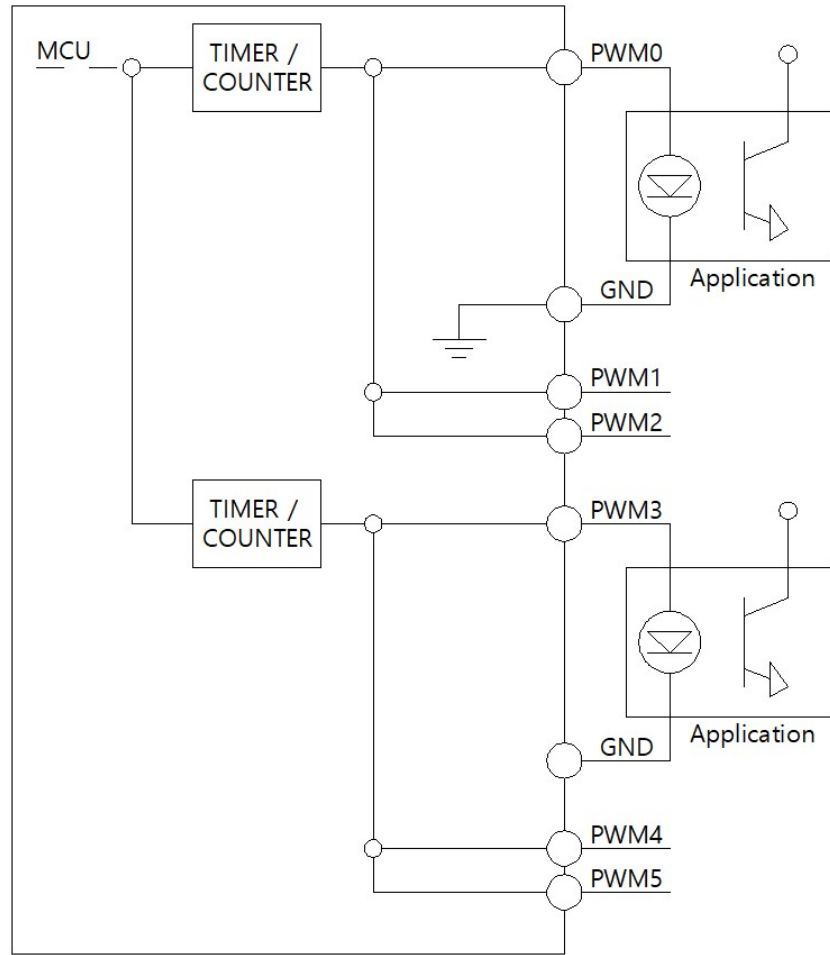 MCU
TIMER /
COUNTER
PWM0
Application
GND
PWM1
PWM2
TIMER /
COUNTER
PWM3
Application
GND
PWM4
PWM5